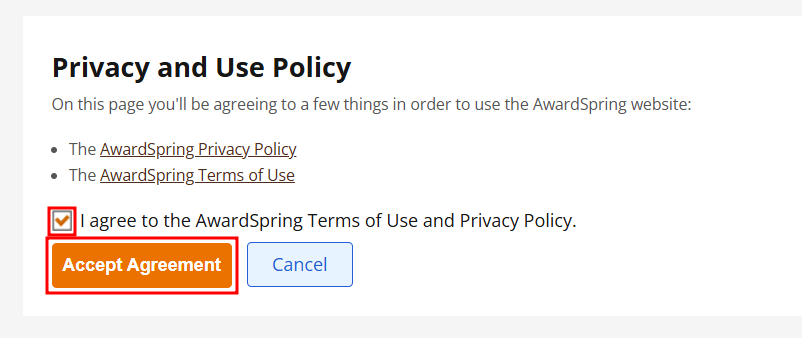 Privacy and Use Policy
On this page you'll be agreeing to a few things in order to use the AwardSpring website:
• The AwardSpring Privacy Policy
• The AwardSpring Terms of Use
I agree to the AwardSpring Terms of Use and Privacy Policy.
Accept Agreement Cancel